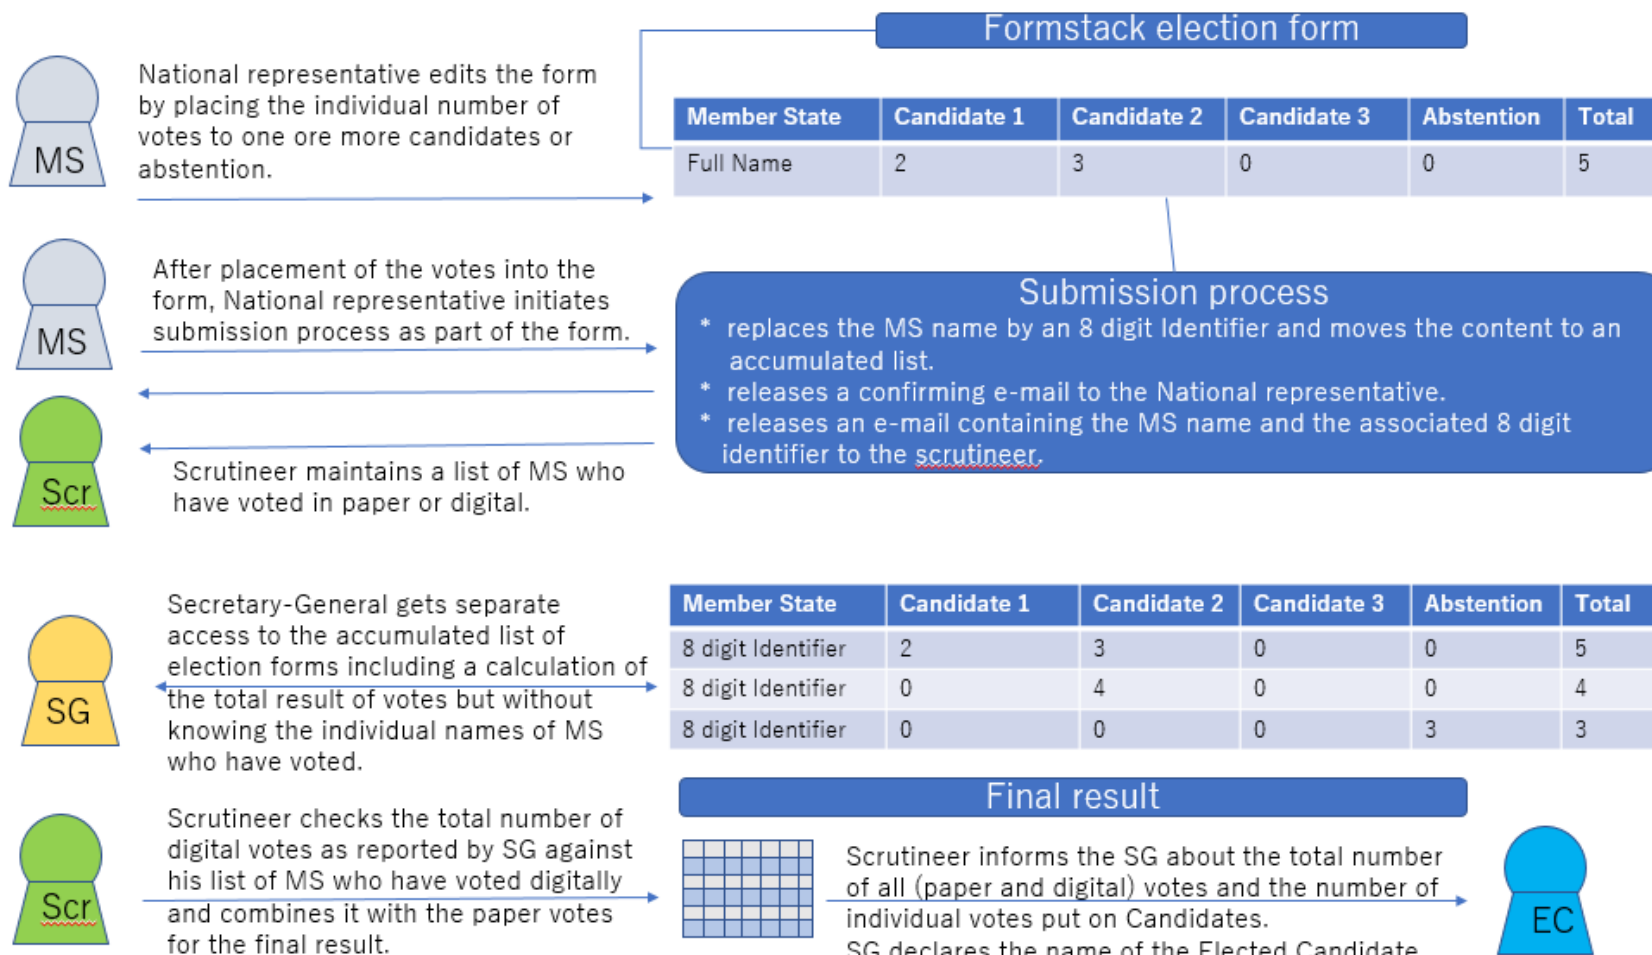 Formstack election form
National representative edits the form
by placing the individual number of
votes to one ore more candidates or
abstention.
MS
Member State Candidate 1 Candidate 2 Candidate 3 Abstention Total
Full Name 2 3 0 0 5
After placement of the votes into the
form, National representative initiates
submission process as part of the form.
MS
Submission process
* replaces the MS name by an 8 digit Identifier and moves the content to an
accumulated list.
* releases a confirming e-mail to the National representative.
* releases an e-mail containing the MS name and the associated 8 digit
identifier to the scrutineer.
Scr
Scrutineer maintains a list of MS who
have voted in paper or digital.
Secretary-General gets separate
access to the accumulated list of
election forms including a calculation of
the total result of votes but without
knowing the individual names of MS
who have voted.
SG
Member State Candidate 1 Candidate 2 Candidate 3 Abstention Total
8 digit Identifier 2 3 0 0 5
8 digit Identifier 0 4 0 0 4
8 digit Identifier 0 0 0 3 3
Final result
Scrutineer checks the total number of
digital votes as reported by SG against
his list of MS who have voted digitally
and combines it with the paper votes
for the final result.
Scr
Scrutineer informs the SG about the total number
of all (paper and digital) votes and the number of
individual votes put on Candidates.
SG declares the name of the Elected Candidate
EC